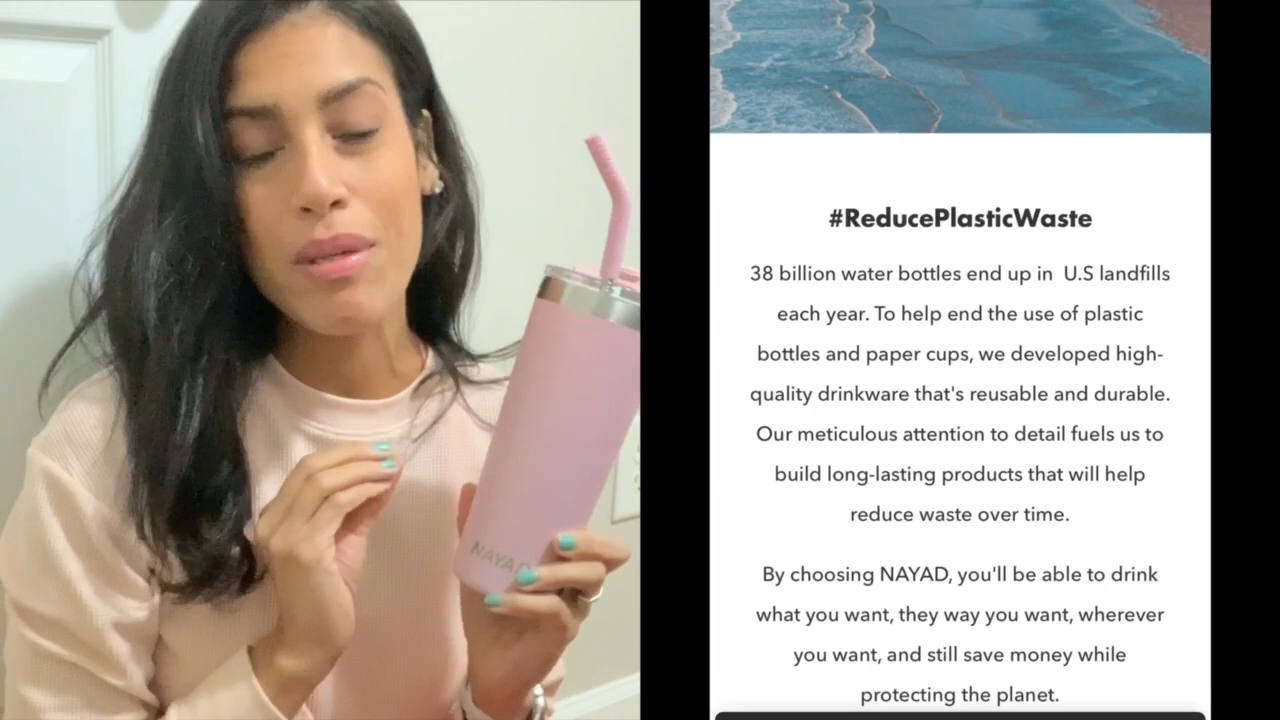 NAYAD
#ReducePlasticWaste
38 billion water bottles end up in  U.S landfills
each year. To help end the use of plastic
bottles and paper cups, we developed high-
quality drinkware that's reusable and durable.
Our meticulous attention to detail fuels us to
build long-lasting products that will help
reduce waste over time.
By choosing NAYAD, you'll be able to drink
what you want, they way you want, wherever
you want, and still save money while
protecting the planet.